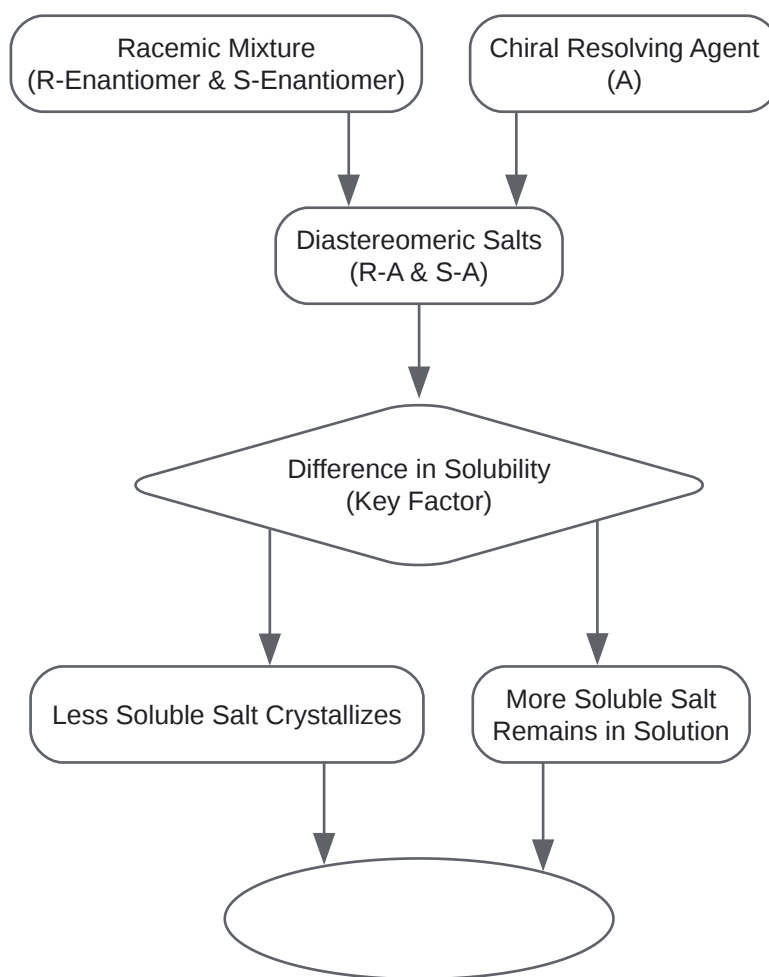 Racemic Mixture
(R-Enantiomer & S-Enantiomer)
Chiral Resolving Agent
(A)
Diastereomeric Salts
(R-A & S-A)
Difference in Solubility
(Key Factor)
Less Soluble Salt Crystallizes
More Soluble Salt
Remains in Solution